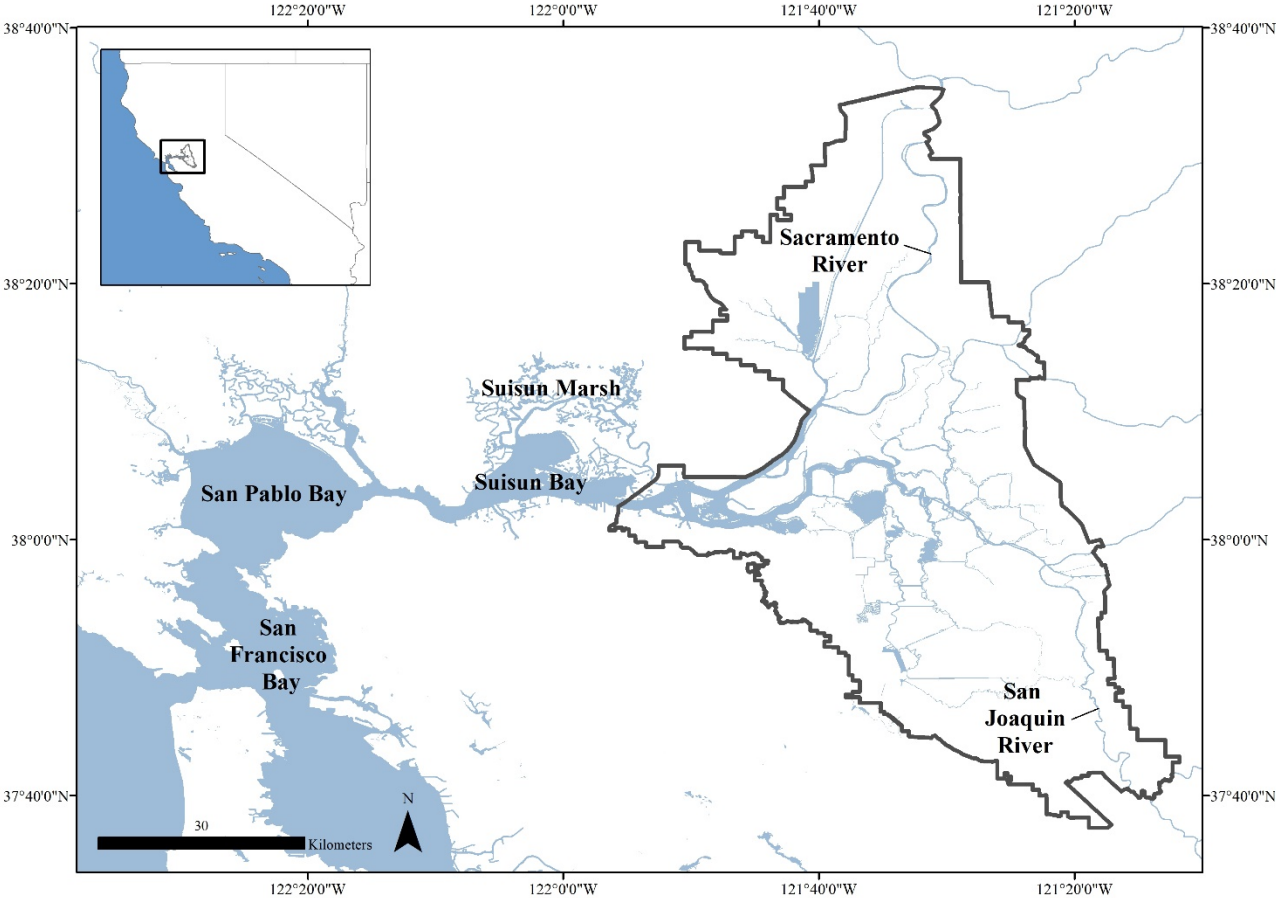 122°20'0"W 122°0'0"W 121°40'0"W 121°20'0"W
38°40'0"N 38°40'0"N
Sacramento
River
38°20'0"N 38°20'0"N
Suisun Marsh
Suisun Bay
San Pablo Bay
38°0'0"N 38°0'0"N
San
Francisco
Bay
San
Joaquin
River
37°40'0"N 37°40'0"N
N
30
Kilometers
122°20'0"W 122°0'0"W 121°40'0"W 121°20'0"W